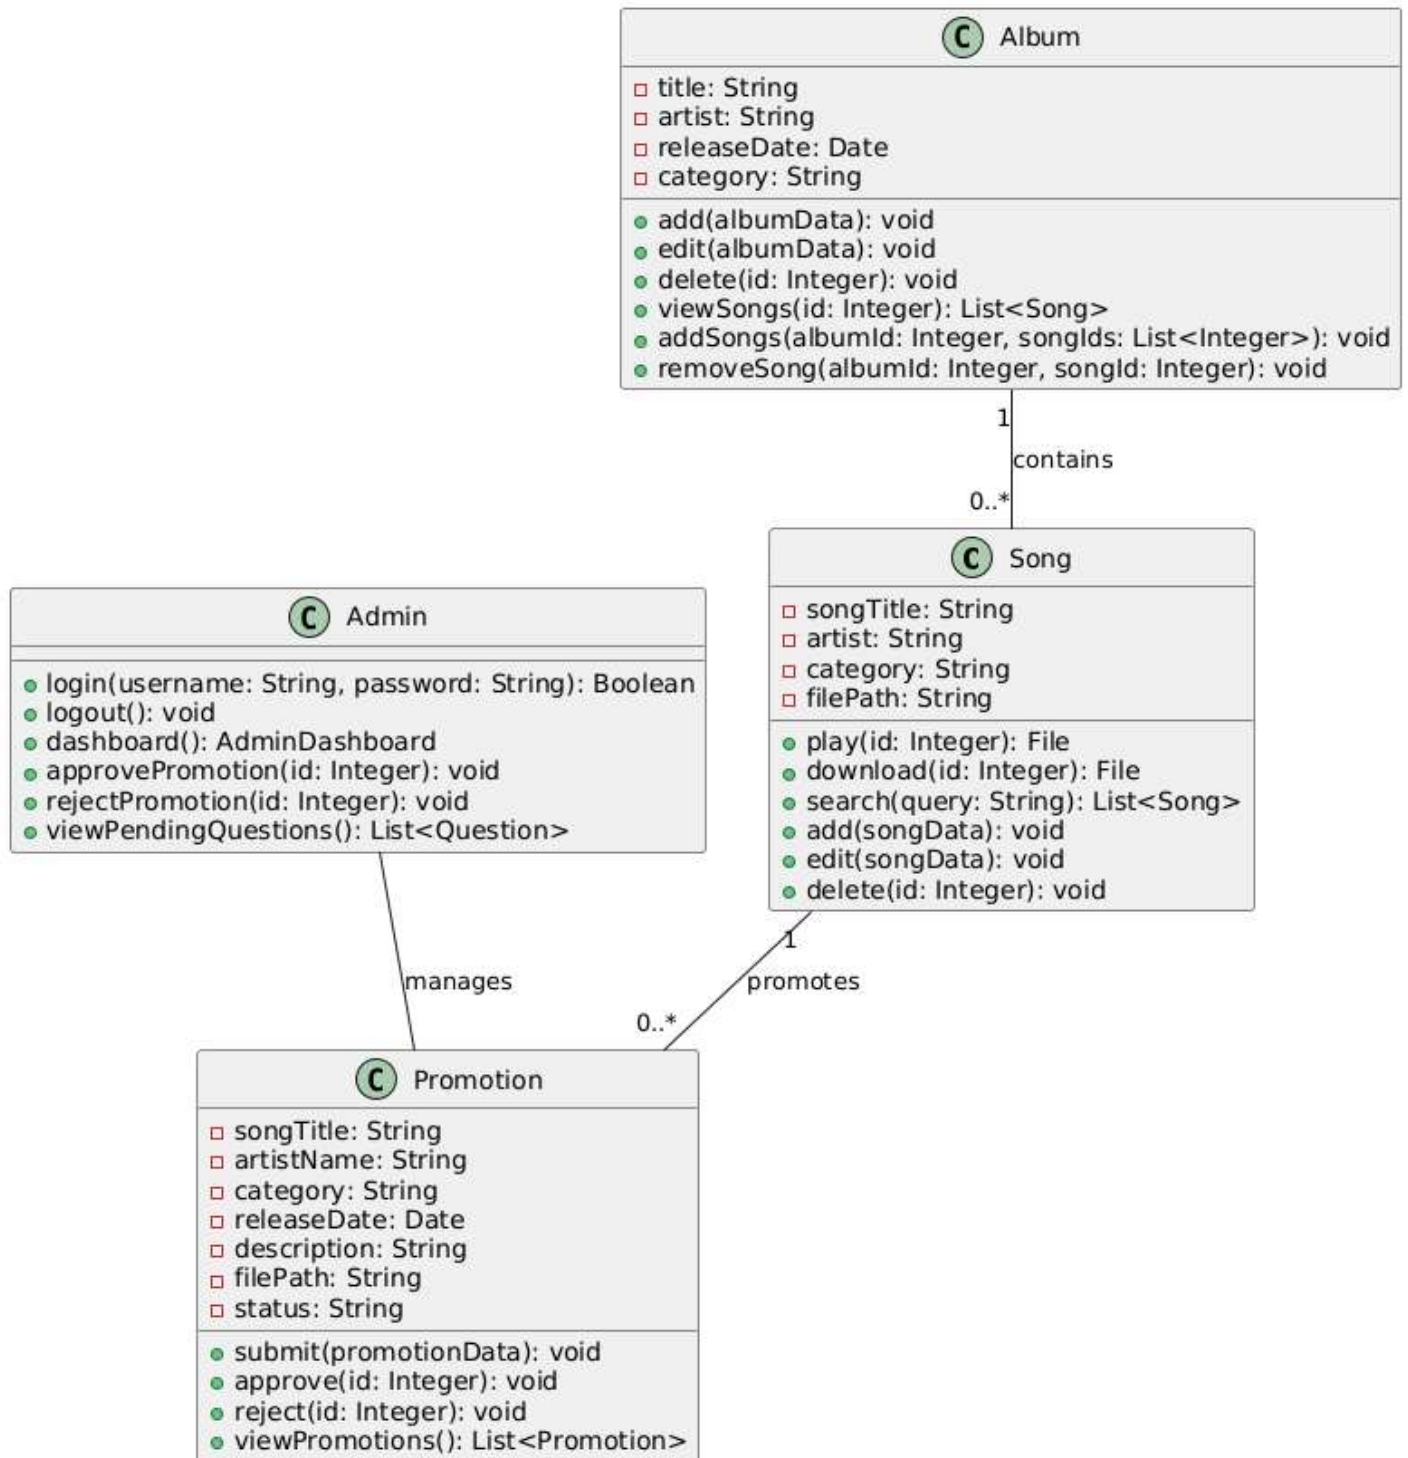 C Album
title: String
artist: String
releaseDate: Date
category: String
add(albumData): void
edit(albumData): void
delete(id: Integer): void
viewSongs(id: Integer): List<Song>
addSongs(albumId: Integer, songIds: List<Integer>): void
removeSong(albumId: Integer, songId: Integer): void
1
contains
0..*
C Song
songTitle: String
artist: String
category: String
filePath: String
play(id: Integer): File
download(id: Integer): File
search(query: String): List<Song>
add(songData): void
edit(songData): void
delete(id: Integer): void
C Admin
login(username: String, password: String): Boolean
logout(): void
dashboard(): AdminDashboard
approvePromotion(id: Integer): void
rejectPromotion(id: Integer): void
viewPendingQuestions(): List<Question>
manages
1
promotes
0..*
C Promotion
songTitle: String
artistName: String
category: String
releaseDate: Date
description: String
filePath: String
status: String
submit(promotionData): void
approve(id: Integer): void
reject(id: Integer): void
viewPromotions(): List<Promotion>